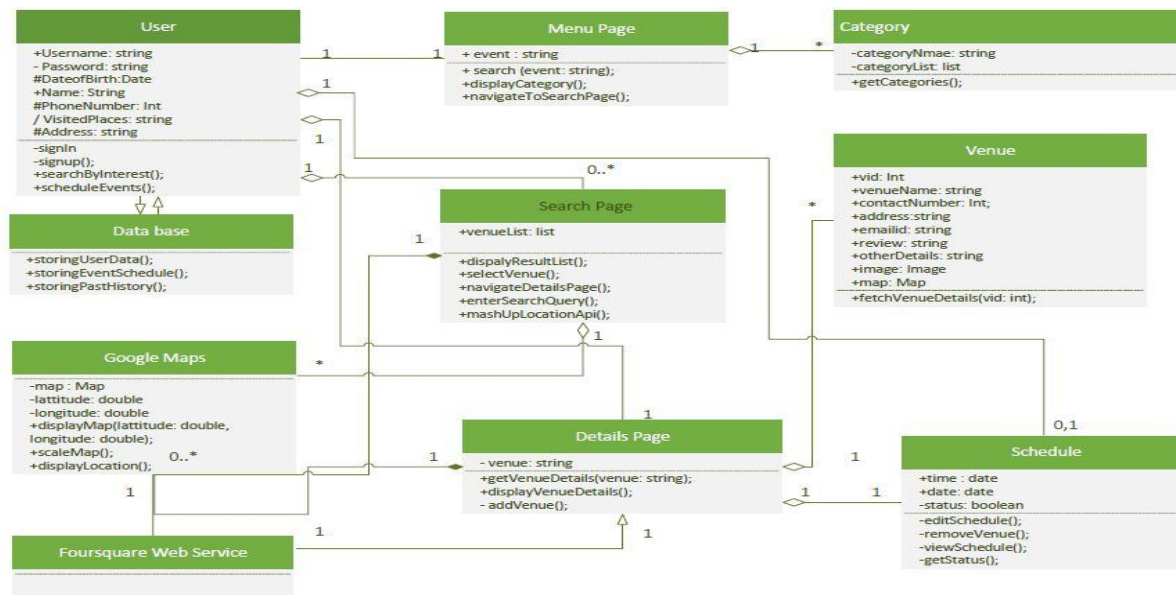 User
+Username: string
- Password: string
#DateofBirth:Date
+Name: String
#PhoneNumber: Int
/ VisitedPlaces: string
#Address: string
-signIn
-signup();
+searchByInterest();
+scheduleEvents();
1
1
Menu Page
+ event : string
+ search (event: string);
+displayCategory();
+navigateToSearchPage();
1
*
Category
-categoryNmae: string
-categoryList: list
+getCategories();
1
1
1
0..*
Data base
+storingUserData();
+storingEventSchedule();
+storingPastHistory();
Search Page
+venueList: list
+dispalyResultList();
+selectVenue();
+navigateDetailsPage();
+enterSearchQuery();
+mashUpLocationApi();
1
1
*
Venue
+vid: Int
+venueName: string
+contactNumber: Int;
+address:string
+emailid: string
+review: string
+otherDetails: string
+image: Image
+map: Map
+fetchVenueDetails(vid: int);
*
Google Maps
-map : Map
-lattitude: double
-longitude: double
+displayMap(lattitude: double,
longitude: double);
+scaleMap();
+displayLocation();
0..*
1
1
Details Page
- venue: string
+getVenueDetails(venue: string);
+displayVenueDetails();
- addVenue();
1
1
1
1
0,1
Schedule
+time : date
+date: date
-status: boolean
-editSchedule();
-removeVenue();
-viewSchedule();
-getStatus();
Foursquare Web Service
1
1